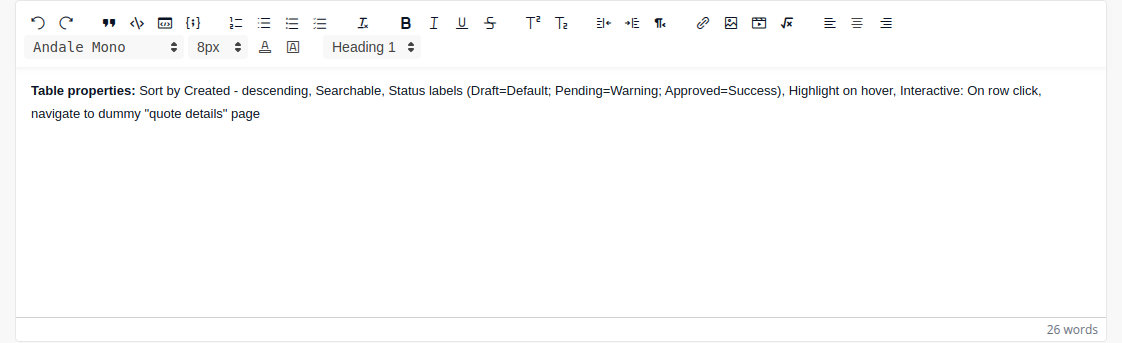 Andale Mono 8px Heading 1
Table properties: Sort by Created - descending, Searchable, Status labels (Draft=Default; Pending=Warning; Approved=Success), Highlight on hover, Interactive: On row click,
navigate to dummy "quote details" page
26 words